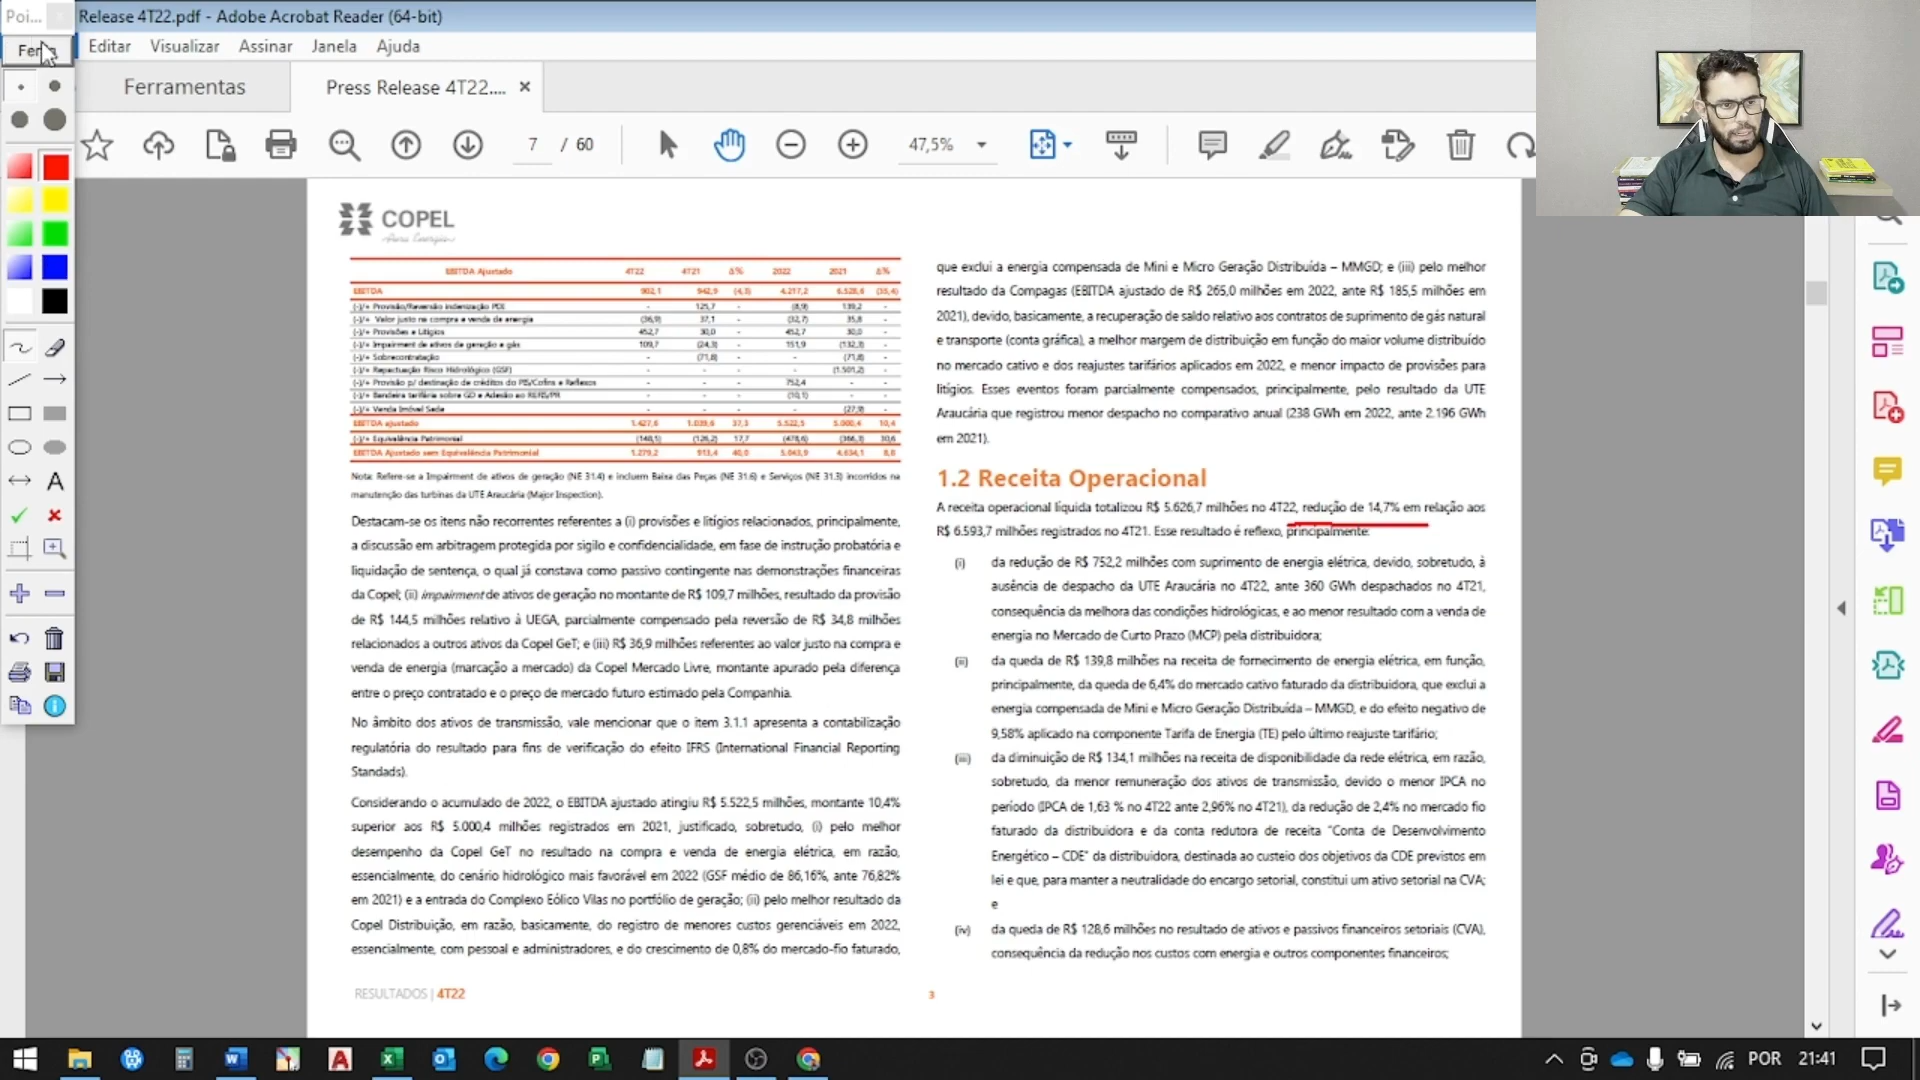 Poi...
Release 4T22.pdf - Adobe Acrobat Reader (64-bit)
Editar Visualizar Assinar Janela Ajuda
Ferramentas
Press Release 4T22....
7 / 60
47,5%
COPEL
Pura Energia
EBITDA Ajustado 4T22 4T21 Δ% 2022 2021 Δ%
EBITDA 902,1 942,9 (4,3) 4.217,2 6.528,6 (35,4)
(-)/+ Provisão/Reversão indenização PDI - 125,7 - (8,9) 139,2 -
(-)/+ Valor justo na compra e venda de energia (36,9) 37,1 - (32,7) 35,8 -
(-)/+ Provisões e Litígios 452,7 30,0 - 452,7 30,0 -
(-)/+ Impairment de ativos de geração e gás 109,7 (24,3) - 151,9 (132,3) -
(-)/+ Sobrecontratação - (71,8) - - (71,8) -
(-)/+ Repactuação Risco Hidrológico (GSF) - - - - (1.501,2) -
(-)/+ Provisão p/ destinação de créditos do PIS/Cofins e Reflexos - - - 752,4 - -
(-)/+ Bandeira tarifária sobre GD e Adesão ao REFIS/PR - - - (10,1) - -
(-)/+ Venda Imóvel Sede - - - - (27,9) -
EBITDA ajustado 1.427,6 1.039,6 37,3 5.522,5 5.000,4 10,4
(-)/+ Equivalência Patrimonial (148,5) (126,2) 17,7 (478,6) (366,3) 30,6
EBITDA Ajustado sem Equivalência Patrimonial 1.279,2 913,4 40,0 5.043,9 4.634,1 8,8
Nota: Refere-se a Impairment de ativos de geração (NE 31.4) e incluem Baixa das Peças (NE 31.6) e Serviços (NE 31.3) incorridos na
manutenção das turbinas da UTE Araucária (Major Inspection).
Destacam-se os itens não recorrentes referentes a (i) provisões e litígios relacionados, principalmente,
a discussão em arbitragem protegida por sigilo e confidencialidade, em fase de instrução probatória e
liquidação de sentença, o qual já constava como passivo contingente nas demonstrações financeiras
da Copel; (ii) impairment de ativos de geração no montante de R$ 109,7 milhões, resultado da provisão
de R$ 144,5 milhões relativo à UEGA, parcialmente compensado pela reversão de R$ 34,8 milhões
relacionados a outros ativos da Copel GeT; e (iii) R$ 36,9 milhões referentes ao valor justo na compra e
venda de energia (marcação a mercado) da Copel Mercado Livre, montante apurado pela diferença
entre o preço contratado e o preço de mercado futuro estimado pela Companhia.
No âmbito dos ativos de transmissão, vale mencionar que o item 3.1.1 apresenta a contabilização
regulatória do resultado para fins de verificação do efeito IFRS (International Financial Reporting
Standads).
Considerando o acumulado de 2022, o EBITDA ajustado atingiu R$ 5.522,5 milhões, montante 10,4%
superior aos R$ 5.000,4 milhões registrados em 2021, justificado, sobretudo, (i) pelo melhor
desempenho da Copel GeT no resultado na compra e venda de energia elétrica, em razão,
essencialmente, do cenário hidrológico mais favorável em 2022 (GSF médio de 86,16%, ante 76,82%
em 2021) e a entrada do Complexo Eólico Vilas no portfólio de geração; (ii) pelo melhor resultado da
Copel Distribuição, em razão, basicamente, do registro de menores custos gerenciáveis em 2022,
essencialmente, com pessoal e administradores, e do crescimento de 0,8% do mercado-fio faturado,
que exclui a energia compensada de Mini e Micro Geração Distribuída – MMGD; e (iii) pelo melhor
resultado da Compagas (EBITDA ajustado de R$ 265,0 milhões em 2022, ante R$ 185,5 milhões em
2021), devido, basicamente, a recuperação de saldo relativo aos contratos de suprimento de gás natural
e transporte (conta gráfica), a melhor margem de distribuição em função do maior volume distribuído
no mercado cativo e dos reajustes tarifários aplicados em 2022, e menor impacto de provisões para
litígios. Esses eventos foram parcialmente compensados, principalmente, pelo resultado da UTE
Araucária que registrou menor despacho no comparativo anual (238 GWh em 2022, ante 2.196 GWh
em 2021).
1.2 Receita Operacional
A receita operacional líquida totalizou R$ 5.626,7 milhões no 4T22, redução de 14,7% em relação aos
R$ 6.593,7 milhões registrados no 4T21. Esse resultado é reflexo, principalmente:
(i) da redução de R$ 752,2 milhões com suprimento de energia elétrica, devido, sobretudo, à
ausência de despacho da UTE Araucária no 4T22, ante 360 GWh despachados no 4T21,
consequência da melhora das condições hidrológicas, e ao menor resultado com a venda de
energia no Mercado de Curto Prazo (MCP) pela distribuidora;
(ii) da queda de R$ 139,8 milhões na receita de fornecimento de energia elétrica, em função,
principalmente, da queda de 6,4% do mercado cativo faturado da distribuidora, que exclui a
energia compensada de Mini e Micro Geração Distribuída – MMGD, e do efeito negativo de
9,58% aplicado na componente Tarifa de Energia (TE) pelo último reajuste tarifário;
(iii) da diminuição de R$ 134,1 milhões na receita de disponibilidade da rede elétrica, em razão,
sobretudo, da menor remuneração dos ativos de transmissão, devido o menor IPCA no
período (IPCA de 1,63 % no 4T22 ante 2,96% no 4T21), da redução de 2,4% no mercado fio
faturado da distribuidora e da conta redutora de receita "Conta de Desenvolvimento
Energético – CDE" da distribuidora, destinada ao custeio dos objetivos da CDE previstos em
lei e que, para manter a neutralidade do encargo setorial, constitui um ativo setorial na CVA;
e
(iv) da queda de R$ 128,6 milhões no resultado de ativos e passivos financeiros setoriais (CVA),
consequência da redução nos custos com energia e outros componentes financeiros;
RESULTADOS | 4T22
3
POR 21:41